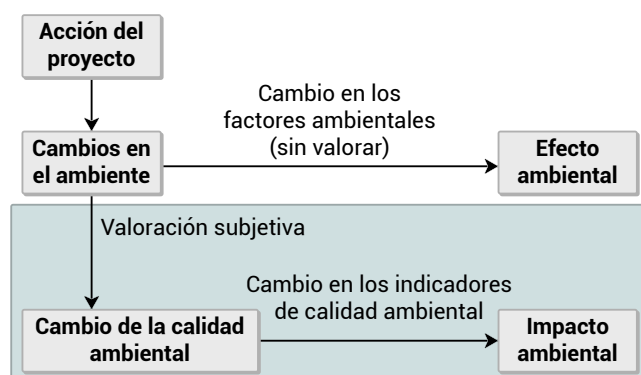 Acción del
proyecto
Cambio en los
factores ambientales
(sin valorar)
Cambios en
el ambiente
Efecto
ambiental
Valoración subjetiva
Cambio en los indicadores
de calidad ambiental
Cambio de la calidad
ambiental
Impacto
ambiental